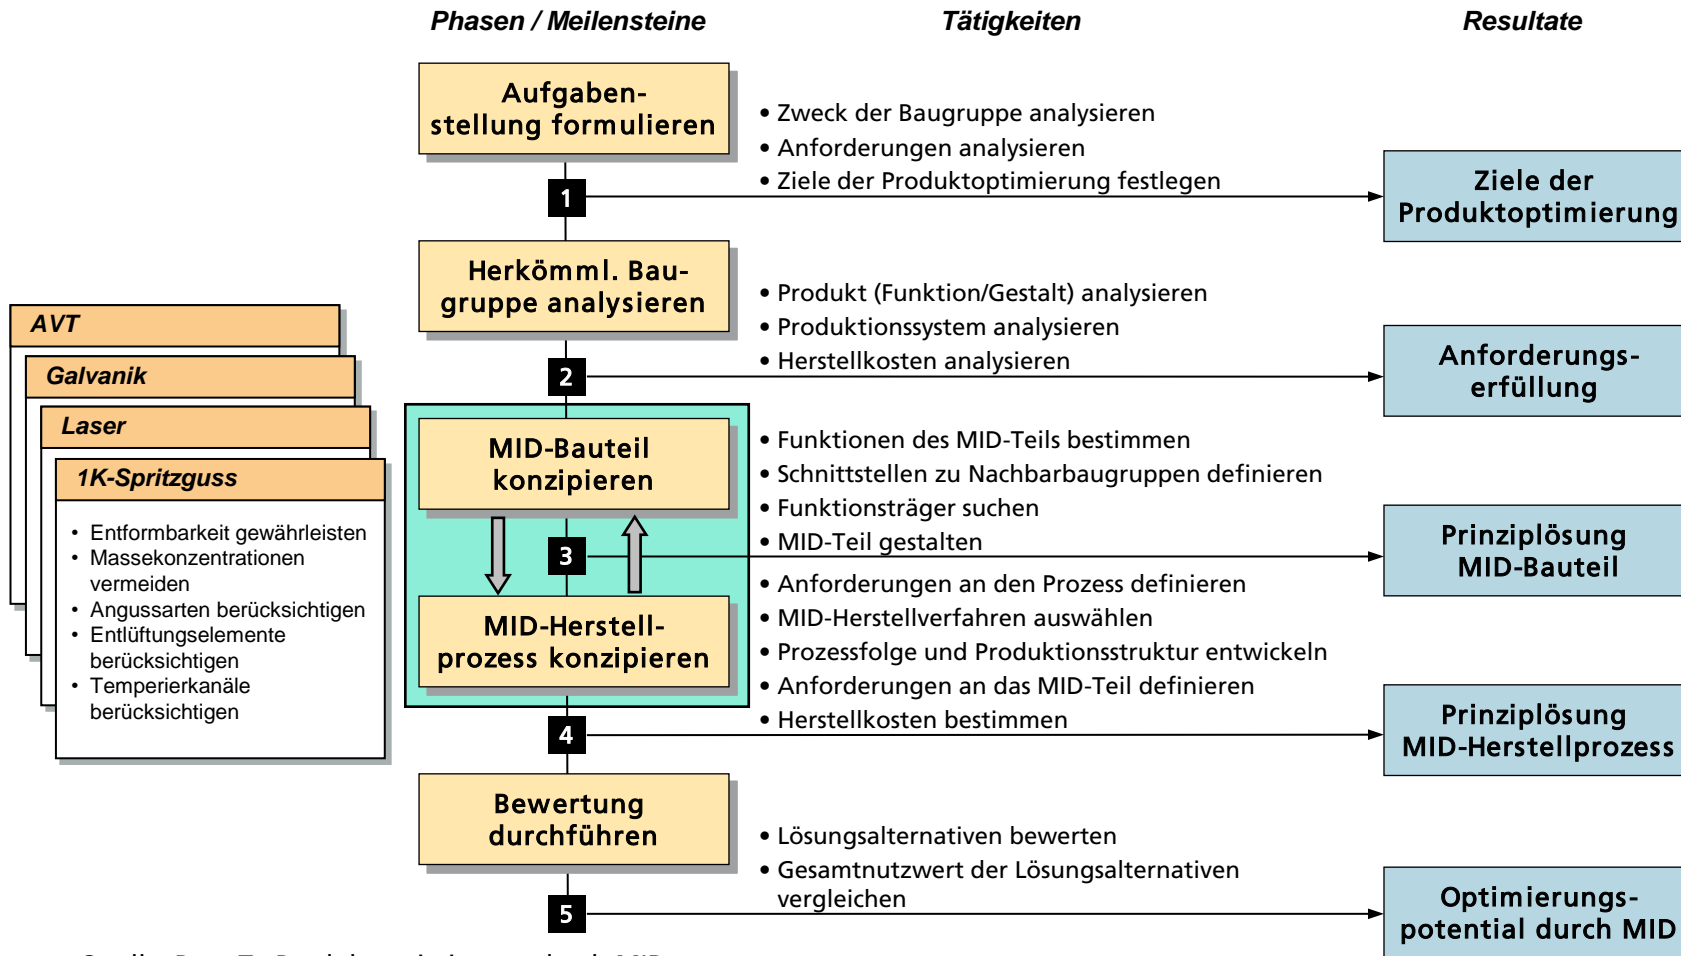 Phasen / Meilensteine
Tätigkeiten
Resultate
Aufgaben-
stellung formulieren
• Zweck der Baugruppe analysieren
• Anforderungen analysieren
• Ziele der Produktoptimierung festlegen
1
Ziele der
Produktoptimierung
Herkömml. Bau-
gruppe analysieren
• Produkt (Funktion/Gestalt) analysieren
• Produktionssystem analysieren
• Herstellkosten analysieren
2
Anforderungs-
erfüllung
AVT
Galvanik
Laser
1K-Spritzguss
• Entformbarkeit gewährleisten
• Massekonzentrationen
vermeiden
• Angussarten berücksichtigen
• Entlüftungselemente
berücksichtigen
• Temperierkanäle
berücksichtigen
MID-Bauteil
konzipieren
• Funktionen des MID-Teils bestimmen
• Schnittstellen zu Nachbarbaugruppen definieren
• Funktionsträger suchen
• MID-Teil gestalten
3
Prinziplösung
MID-Bauteil
MID-Herstell-
prozess konzipieren
• Anforderungen an den Prozess definieren
• MID-Herstellverfahren auswählen
• Prozessfolge und Produktionsstruktur entwickeln
• Anforderungen an das MID-Teil definieren
• Herstellkosten bestimmen
4
Prinziplösung
MID-Herstellprozess
Bewertung
durchführen
• Lösungsalternativen bewerten
• Gesamtnutzwert der Lösungsalternativen
vergleichen
5
Optimierungs-
potential durch MID